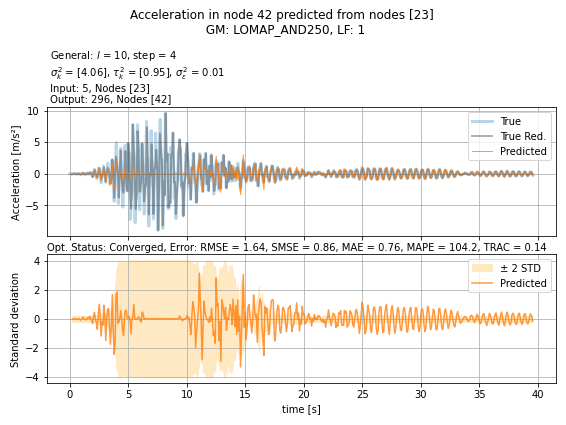 Acceleration in node 42 predicted from nodes [23]
GM: LOMAP_AND250, LF: 1
General: l = 10, step = 4
σ²ₖ = [4.06], τ²ₖ = [0.95], σ²ε = 0.01
Input: 5, Nodes [23]
Output: 296, Nodes [42]
10
5
0
−5
Acceleration [m/s²]
True
True Red.
Predicted
Opt. Status: Converged, Error: RMSE = 1.64, SMSE = 0.86, MAE = 0.76, MAPE = 104.2, TRAC = 0.14
4
2
0
−2
−4
Standard deviation
± 2 STD
Predicted
0 5 10 15 20 25 30 35 40
time [s]